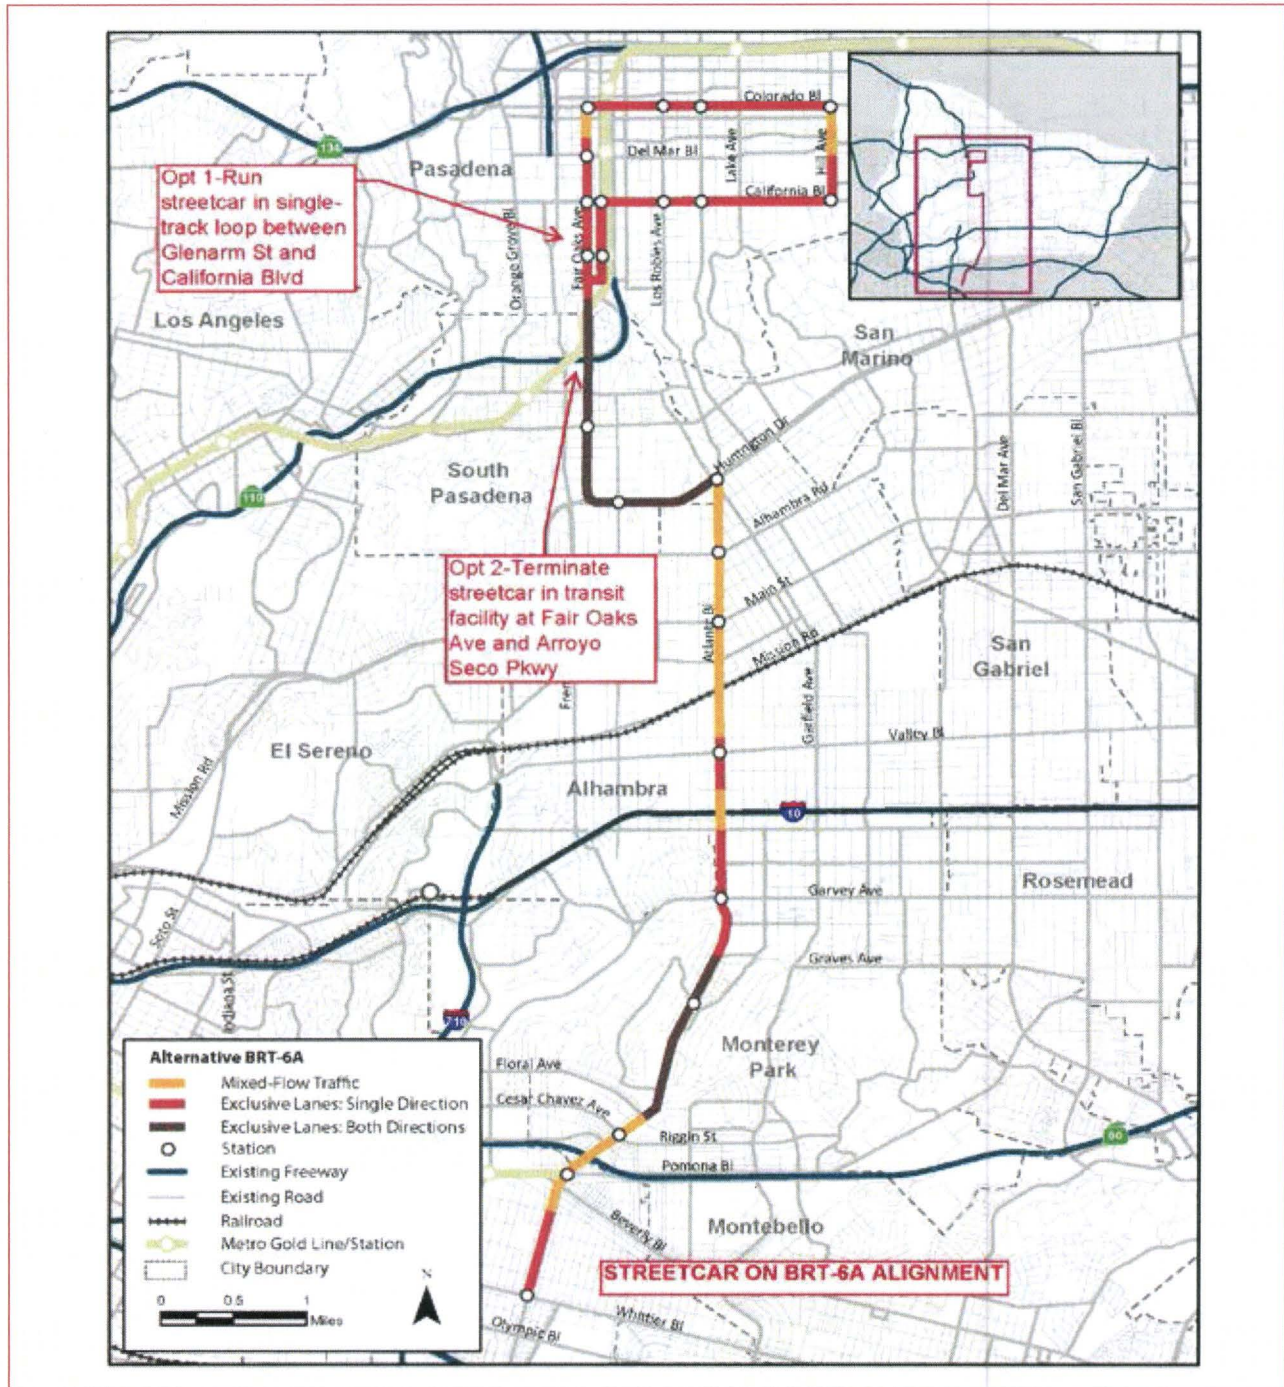 Colorado Bl
134
Pasadena
Del Mar Bl
Lake Ave
Hill Ave
Opt 1-Run
streetcar in single-
track loop between
Glenarm St and
California Blvd
California Bl
Orange Grove Bl
Fair Oaks Ave
Los Robles Ave
Los Angeles
San
Marino
Huntington Dr
South
Pasadena
Del Mar Ave
San Gabriel Bl
110
Alhambra Rd
Opt 2-Terminate
streetcar in transit
facility at Fair Oaks
Ave and Arroyo
Seco Pkwy
Main St
Atlantic Bl
Mission Rd
San
Gabriel
Frem
Garfield Ave
El Sereno
Valley Bl
Mission Rd
Alhambra
10
Rosemead
Garvey Ave
Soto St
Graves Ave
Indiana St
710
Monterey
Park
Floral Ave
Cesar Chavez Ave
Riggin St
60
Pomona Bl
Beverly Bl
Montebello
STREETCAR ON BRT-6A ALIGNMENT
Whittier Bl
Olympic Bl
Alternative BRT-6A
Mixed-Flow Traffic
Exclusive Lanes: Single Direction
Exclusive Lanes: Both Directions
Station
Existing Freeway
Existing Road
Railroad
Metro Gold Line/Station
City Boundary
N
0 0.5 1
Miles